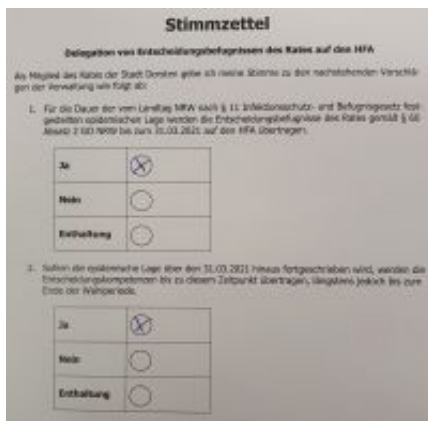 Stimmzettel
Delegation von Entscheidungsbefugnissen des Rates auf den HFA
Als Mitglied des Rates der Stadt Dorsten gebe ich meine Stimme zu den nachstehenden Vorschlä-
gen der Verwaltung wie folgt ab:
1. Für die Dauer der vom Landtag NRW nach § 11 Infektionsschutz- und Befugnisgesetz fest-
gestellten epidemischen Lage werden die Entscheidungsbefugnisse des Rates gemäß § 60
Absatz 2 GO NRW bis zum 31.03.2021 auf den HFA übertragen.
Ja
Nein
Enthaltung
2. Sofern die epidemische Lage über den 31.03.2021 hinaus fortgeschrieben wird, werden die
Entscheidungskompetenzen bis zu diesem Zeitpunkt übertragen, längstens jedoch bis zum
Ende der Wahlperiode.
Ja
Nein
Enthaltung